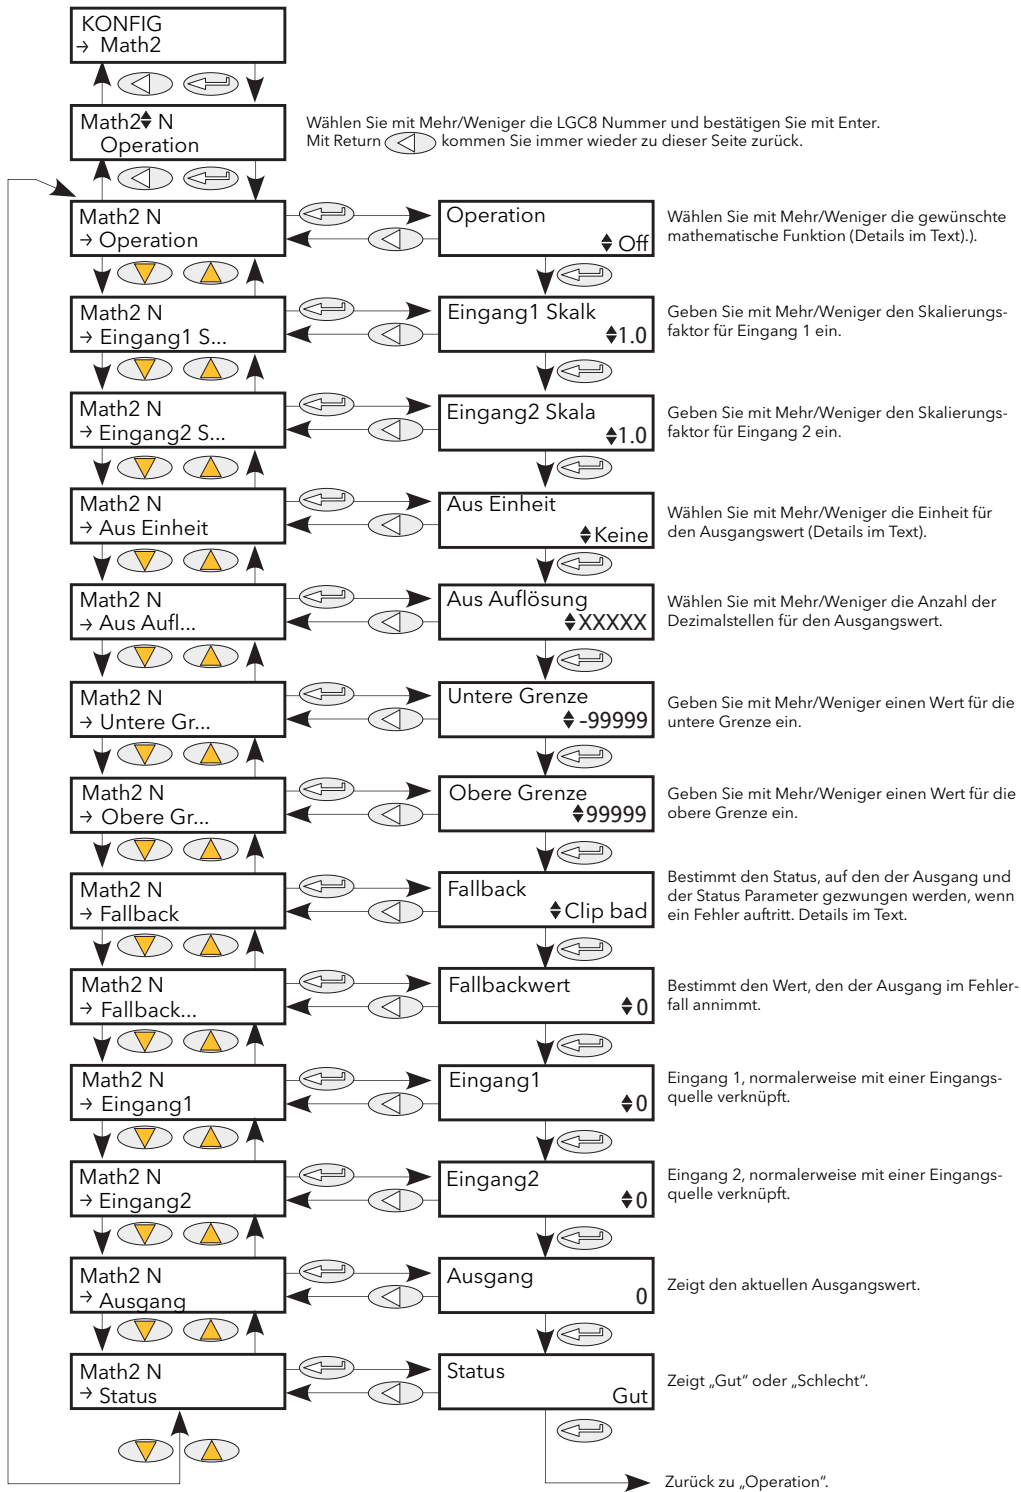 KONFIG
→ Math2
Math2 N
Operation
Wählen Sie mit Mehr/Weniger die LGC8 Nummer und bestätigen Sie mit Enter.
Mit Return kommen Sie immer wieder zu dieser Seite zurück.
Math2 N
→ Operation
Operation
Off
Wählen Sie mit Mehr/Weniger die gewünschte
mathematische Funktion (Details im Text).).
Math2 N
→ Eingang1 S...
Eingang1 Skalk
1.0
Geben Sie mit Mehr/Weniger den Skalierungs-
faktor für Eingang 1 ein.
Math2 N
→ Eingang2 S...
Eingang2 Skala
1.0
Geben Sie mit Mehr/Weniger den Skalierungs-
faktor für Eingang 2 ein.
Math2 N
→ Aus Einheit
Aus Einheit
Keine
Wählen Sie mit Mehr/Weniger die Einheit für
den Ausgangswert (Details im Text).
Math2 N
→ Aus Aufl...
Aus Auflösung
XXXXX
Wählen Sie mit Mehr/Weniger die Anzahl der
Dezimalstellen für den Ausgangswert.
Math2 N
→ Untere Gr...
Untere Grenze
-99999
Geben Sie mit Mehr/Weniger einen Wert für die
untere Grenze ein.
Math2 N
→ Obere Gr...
Obere Grenze
99999
Geben Sie mit Mehr/Weniger einen Wert für die
obere Grenze ein.
Math2 N
→ Fallback
Fallback
Clip bad
Bestimmt den Status, auf den der Ausgang und
der Status Parameter gezwungen werden, wenn
ein Fehler auftritt. Details im Text.
Math2 N
→ Fallback...
Fallbackwert
0
Bestimmt den Wert, den der Ausgang im Fehler-
fall annimmt.
Math2 N
→ Eingang1
Eingang1
0
Eingang 1, normalerweise mit einer Eingangs-
quelle verknüpft.
Math2 N
→ Eingang2
Eingang2
0
Eingang 2, normalerweise mit einer Eingangs-
quelle verknüpft.
Math2 N
→ Ausgang
Ausgang
0
Zeigt den aktuellen Ausgangswert.
Math2 N
→ Status
Status
Gut
Zeigt „Gut“ oder „Schlecht“.
Zurück zu „Operation“.